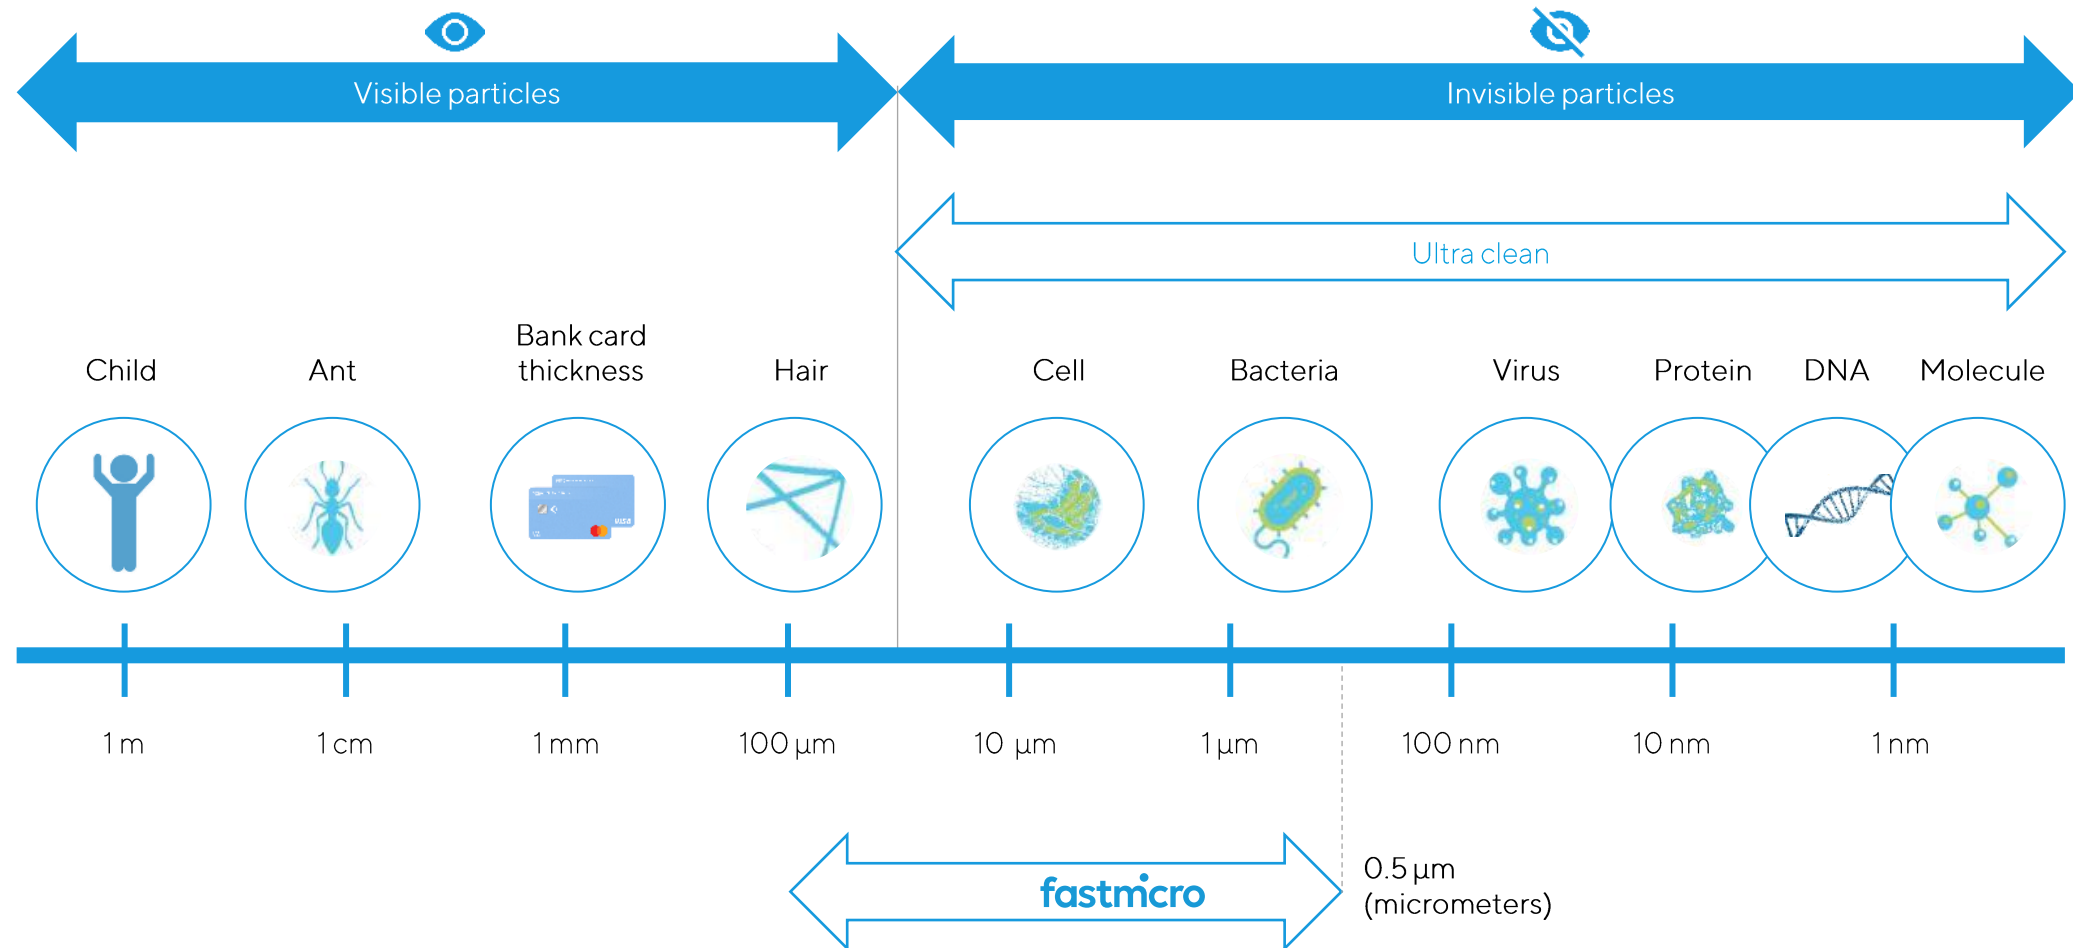 Visible particles
Invisible particles
Ultra clean
Child
Ant
Bank card
thickness
Hair
Cell
Bacteria
Virus
Protein
DNA
Molecule
VISA
1 m
1 cm
1 mm
100 µm
10 µm
1 µm
100 nm
10 nm
1 nm
fastmicro
0.5 µm
(micrometers)